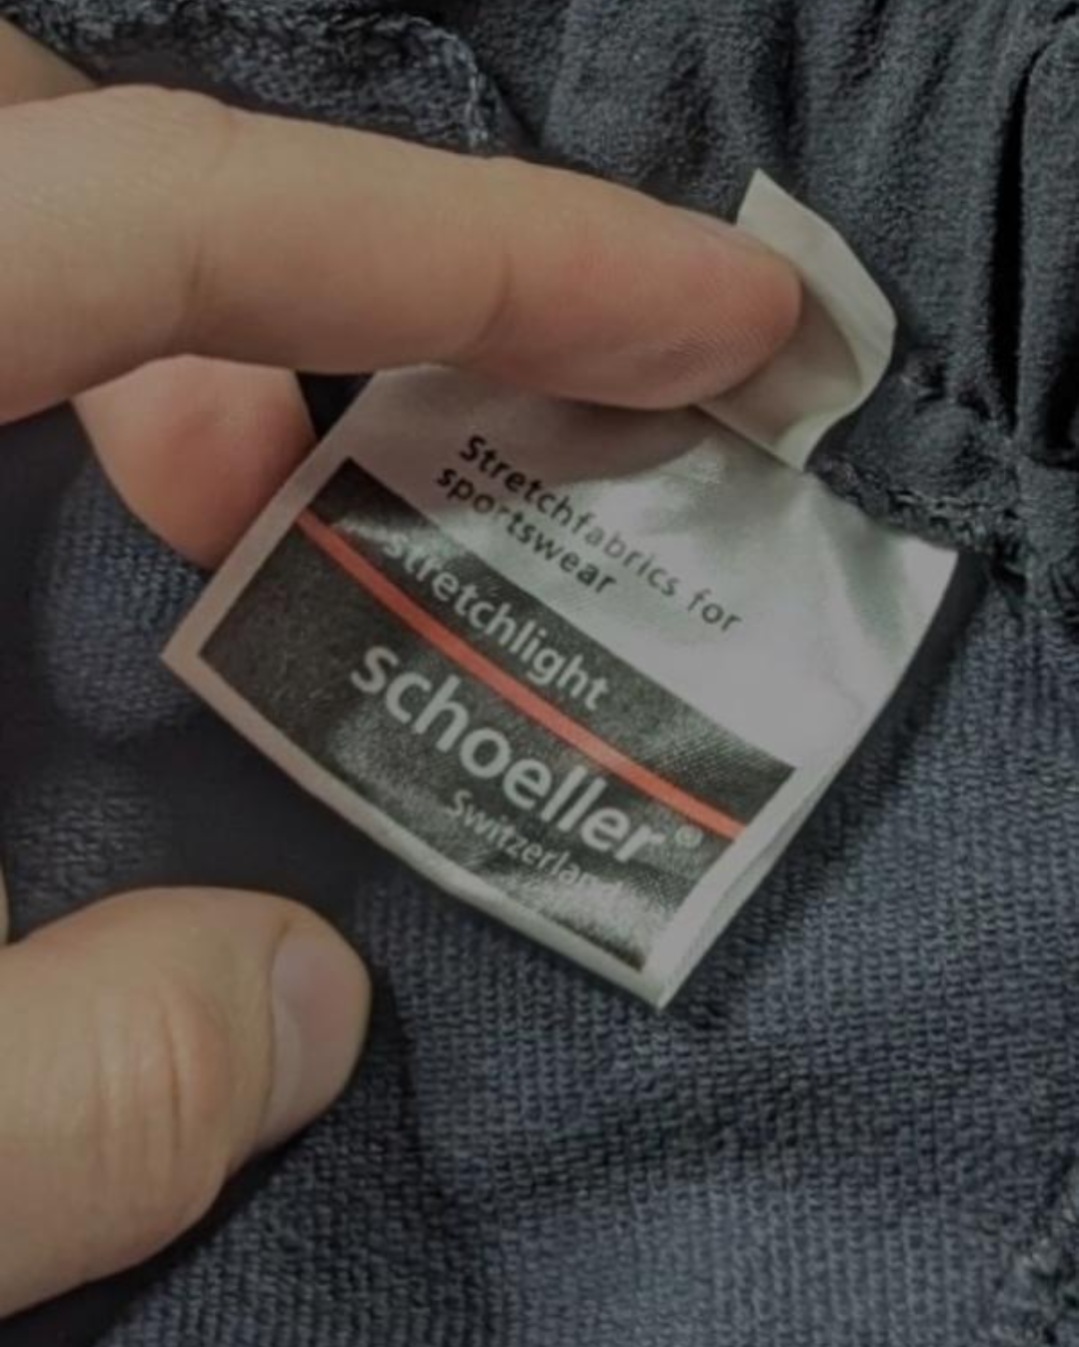 Stretchfabrics for
sportswear
stretchlight
schoeller®
Switzerland